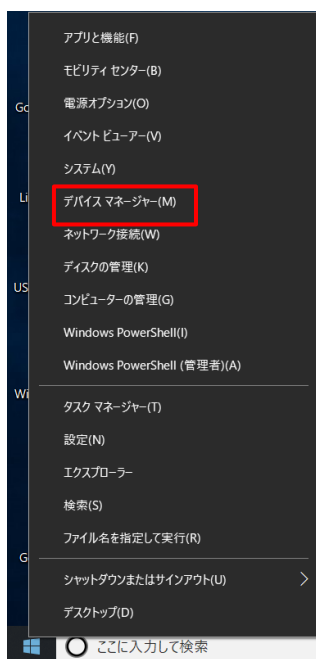 アプリと機能(F)
モビリティ センター(B)
電源オプション(O)
イベント ビューアー(V)
システム(Y)
デバイス マネージャー(M)
ネットワーク接続(W)
ディスクの管理(K)
コンピューターの管理(G)
Windows PowerShell(I)
Windows PowerShell (管理者)(A)
タスク マネージャー(T)
設定(N)
エクスプローラー
検索(S)
ファイル名を指定して実行(R)
シャットダウンまたはサインアウト(U)
デスクトップ(D)
ここに入力して検索
Go
Li
US
Wi
G